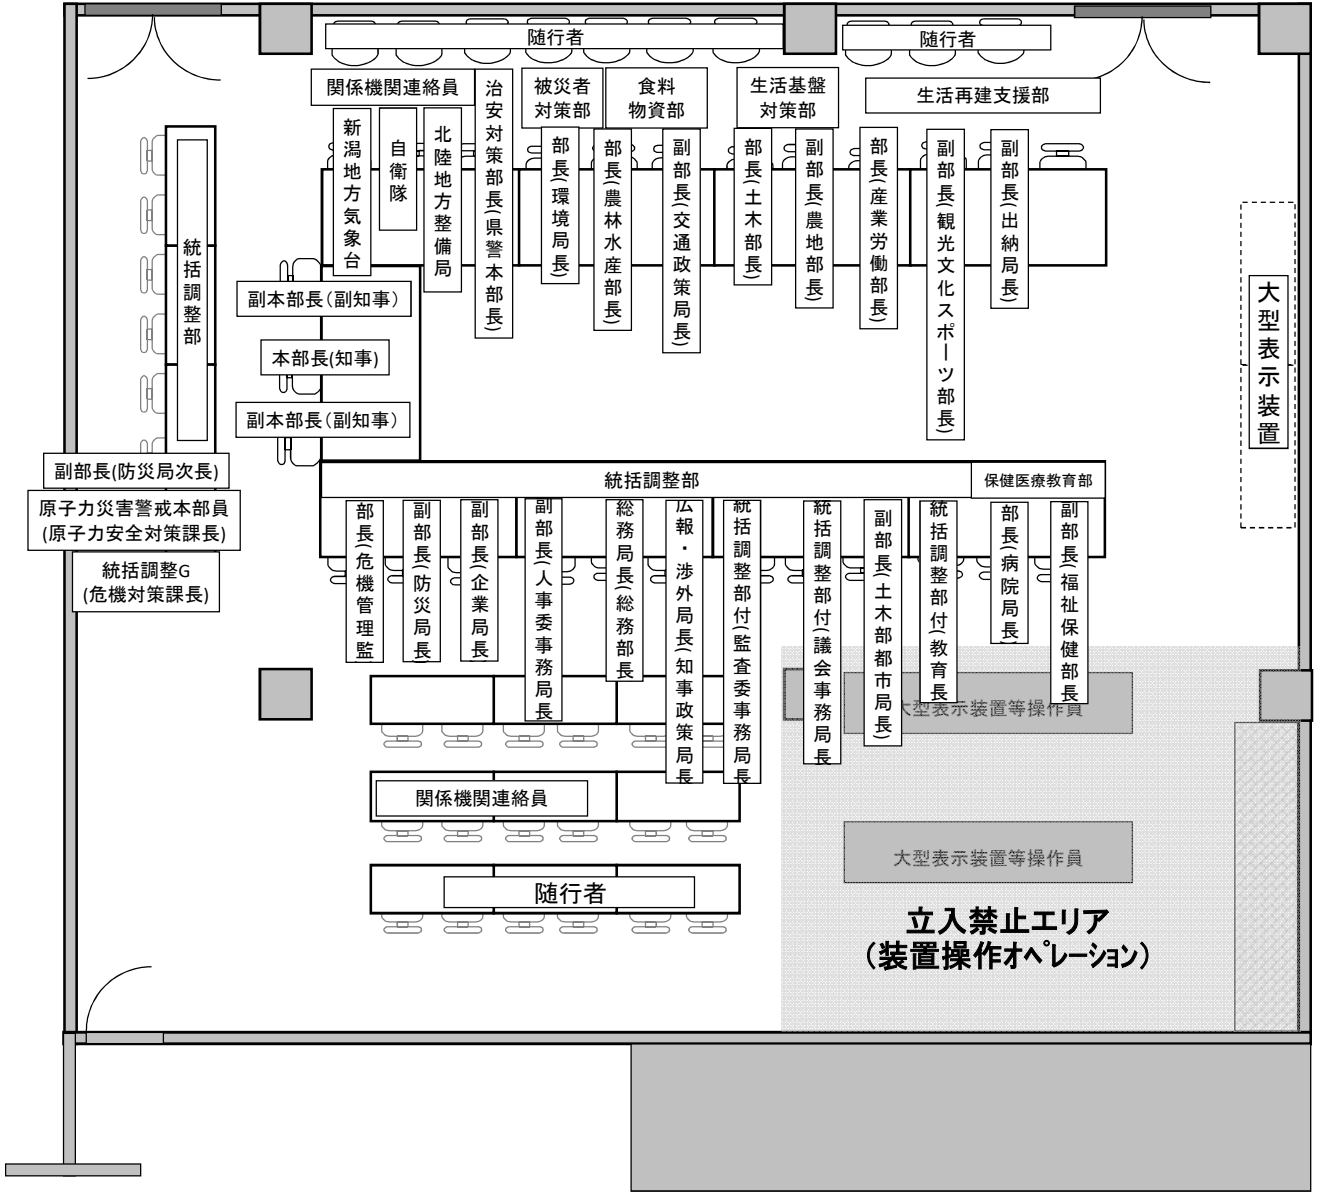 随行者
随行者
関係機関連絡員
治安対策部長(県警本部長)
被災者
対策部
食料
物資部
生活基盤
対策部
生活再建支援部
新潟地方気象台
自衛隊
北陸地方整備局
部長(環境局長)
部長(農林水産部長)
副部長(交通政策局長)
部長(土木部長)
副部長(農地部長)
部長(産業労働部長)
副部長(観光文化スポーツ部長)
副部長(出納局長)
統括調整部
副本部長(副知事)
本部長(知事)
副本部長(副知事)
大型表示装置
副部長(防災局次長)
原子力災害警戒本部員
(原子力安全対策課長)
統括調整G
(危機対策課長)
統括調整部
保健医療教育部
部長(危機管理監
副部長(防災局長)
副部長(企業局長)
副部長(人事委事務局長
総務局長(総務部長
広報・渉外局長(知事政策局長
統括調整部付(監査委事務局長
統括調整部付(議会事務局長
副部長(土木部都市局長)
統括調整部付(教育長
部長(病院局長)
副部長(福祉保健部長
大型表示装置等操作員
関係機関連絡員
大型表示装置等操作員
随行者
立入禁止エリア
(装置操作オペレーション)